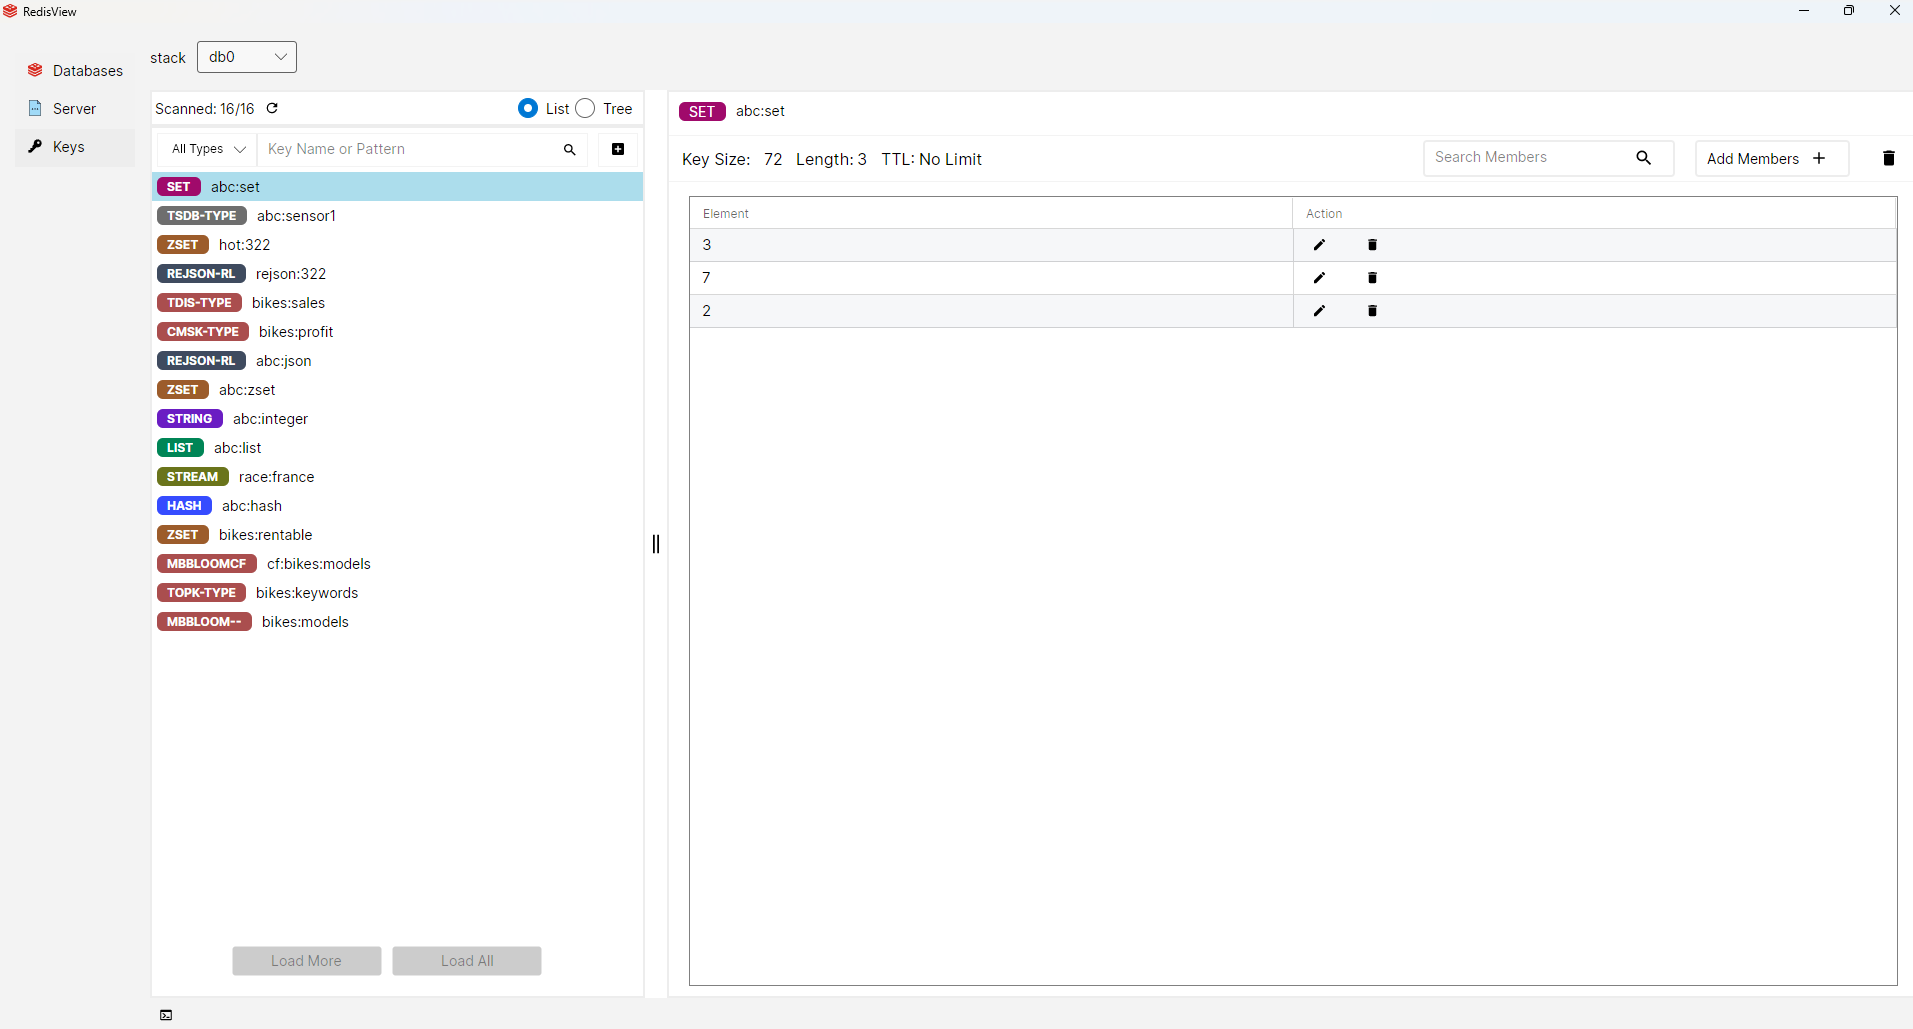 RedisView
stack db0
Databases
Server
Keys
Scanned: 16/16 List Tree
All Types Key Name or Pattern
SET abc:set
TSDB-TYPE abc:sensor1
ZSET hot:322
REJSON-RL rejson:322
TDIS-TYPE bikes:sales
CMSK-TYPE bikes:profit
REJSON-RL abc:json
ZSET abc:zset
STRING abc:integer
LIST abc:list
STREAM race:france
HASH abc:hash
ZSET bikes:rentable
MBBLOOMCF cf:bikes:models
TOPK-TYPE bikes:keywords
MBBLOOM-- bikes:models
Load More Load All
SET abc:set
Key Size: 72 Length: 3 TTL: No Limit Search Members Add Members
Element Action
3
7
2